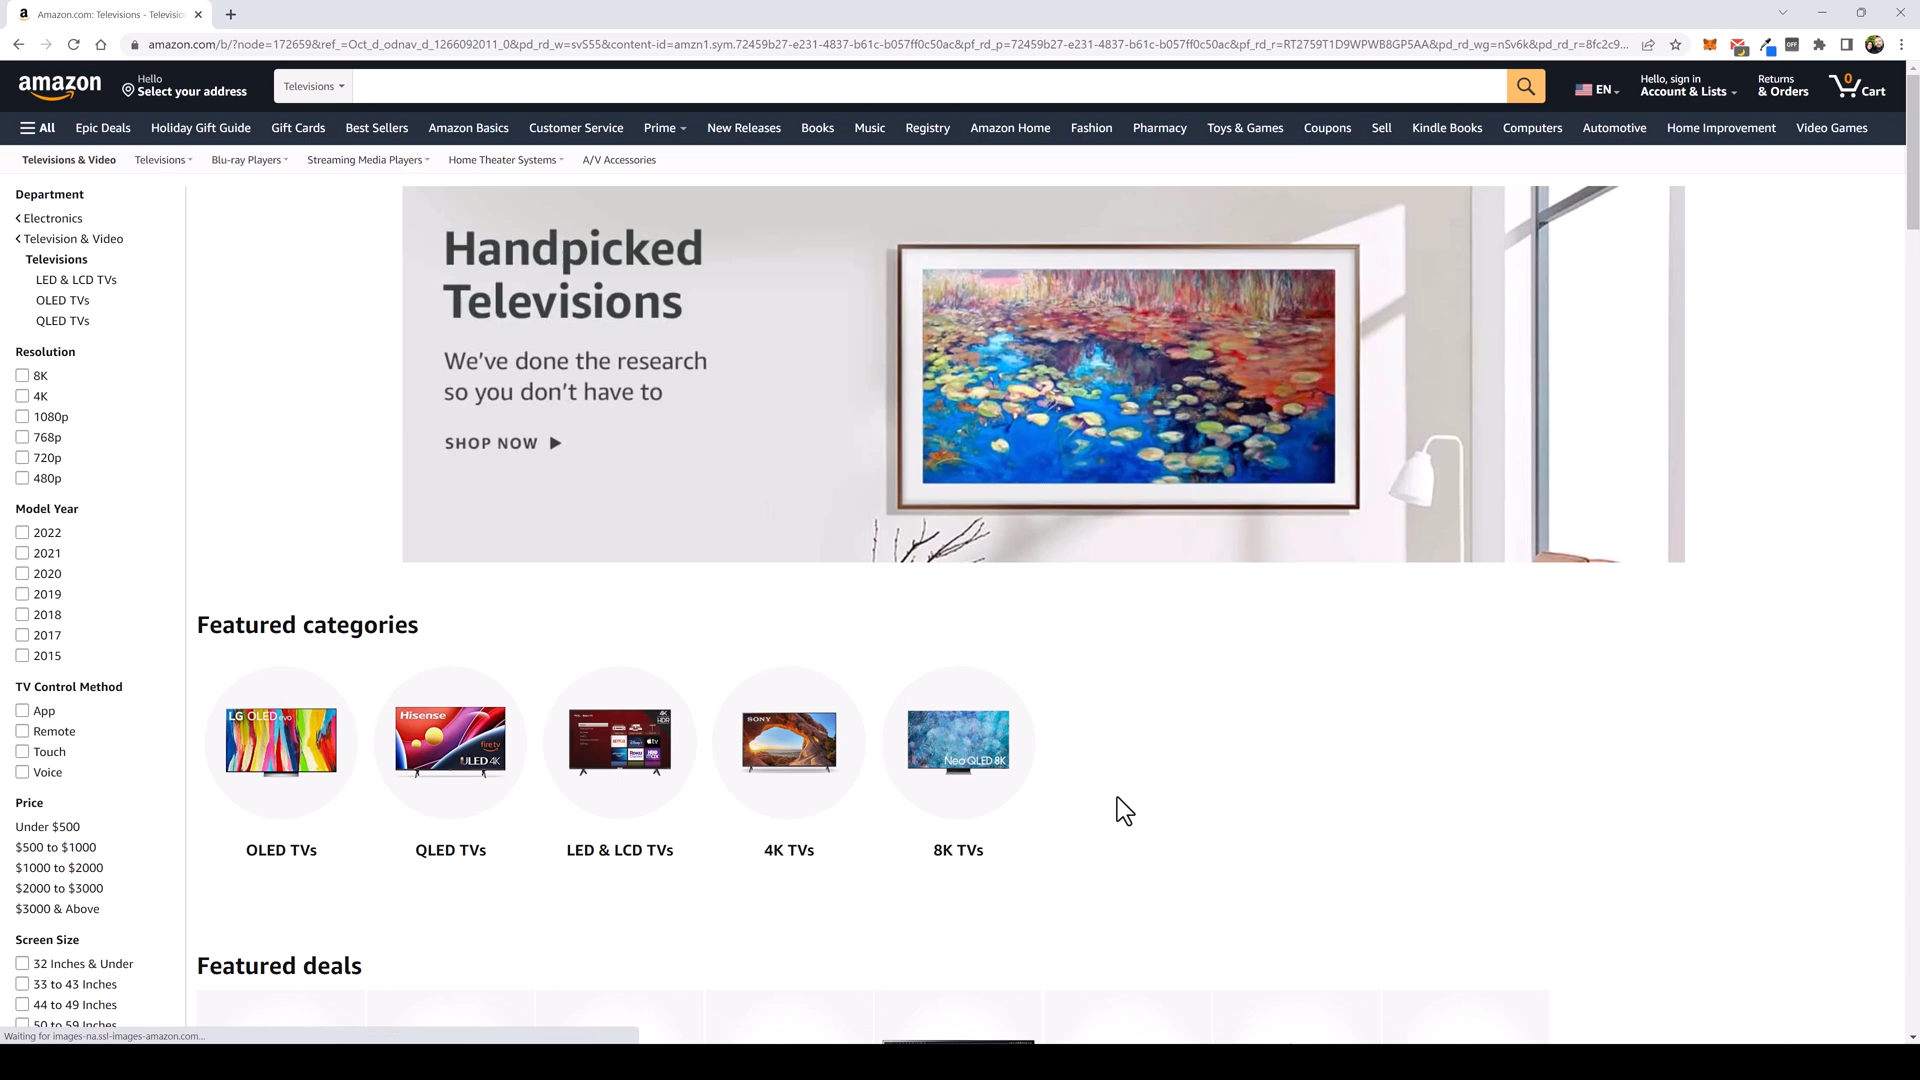 Amazon.com: Televisions - Televisio
amazon.com/b/?node=172659&ref_=Oct_d_odnav_d_1266092011_0&pd_rd_w=svS55&content-id=amzn1.sym.72459b27-e231-4837-b61c-b057ff0c50ac&pf_rd_p=72459b27-e231-4837-b61c-b057ff0c50ac&pf_rd_r=RT2759T1D9WPWB8GP5AA&pd_rd_wg=nSv6k&pd_rd_r=8fc2c9...
OFF
amazon
Hello
Select your address
Televisions
EN
Hello, sign in
Account & Lists
Returns
& Orders
0
Cart
All Epic Deals Holiday Gift Guide Gift Cards Best Sellers Amazon Basics Customer Service Prime New Releases Books Music Registry Amazon Home Fashion Pharmacy Toys & Games Coupons Sell Kindle Books Computers Automotive Home Improvement Video Games
Televisions & Video Televisions Blu-ray Players Streaming Media Players Home Theater Systems A/V Accessories
Department
Electronics
Television & Video
Televisions
LED & LCD TVs
OLED TVs
QLED TVs
Resolution
8K
4K
1080p
768p
720p
480p
Model Year
2022
2021
2020
2019
2018
2017
2015
TV Control Method
App
Remote
Touch
Voice
Price
Under $500
$500 to $1000
$1000 to $2000
$2000 to $3000
$3000 & Above
Screen Size
32 Inches & Under
33 to 43 Inches
44 to 49 Inches
50 to 59 Inches
Handpicked
Televisions
We've done the research
so you don't have to
SHOP NOW
Featured categories
LG OLED evo
Hisense
fire tv
ULED 4K
4K
HDR
SONY
Neo QLED 8K
OLED TVs
QLED TVs
LED & LCD TVs
4K TVs
8K TVs
Featured deals
Waiting for images-na.ssl-images-amazon.com...